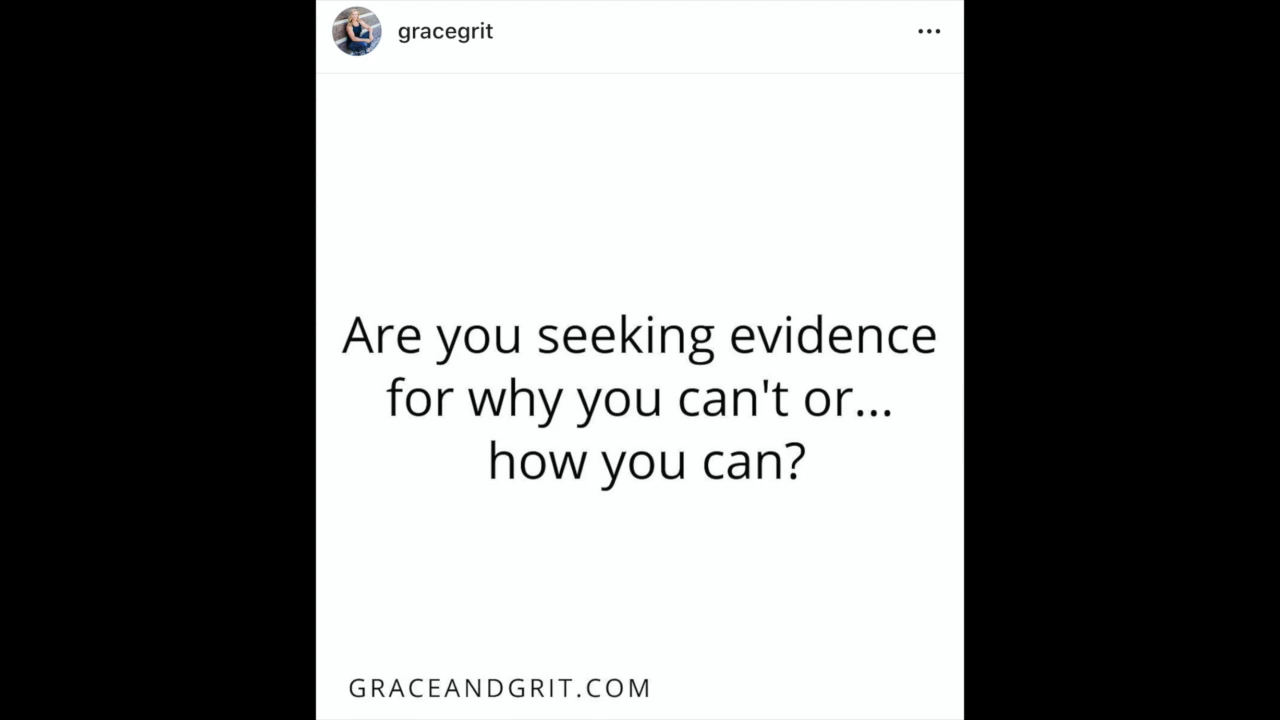 gracegrit
Are you seeking evidence
for why you can't or...
how you can?
GRACEANDGRIT.COM